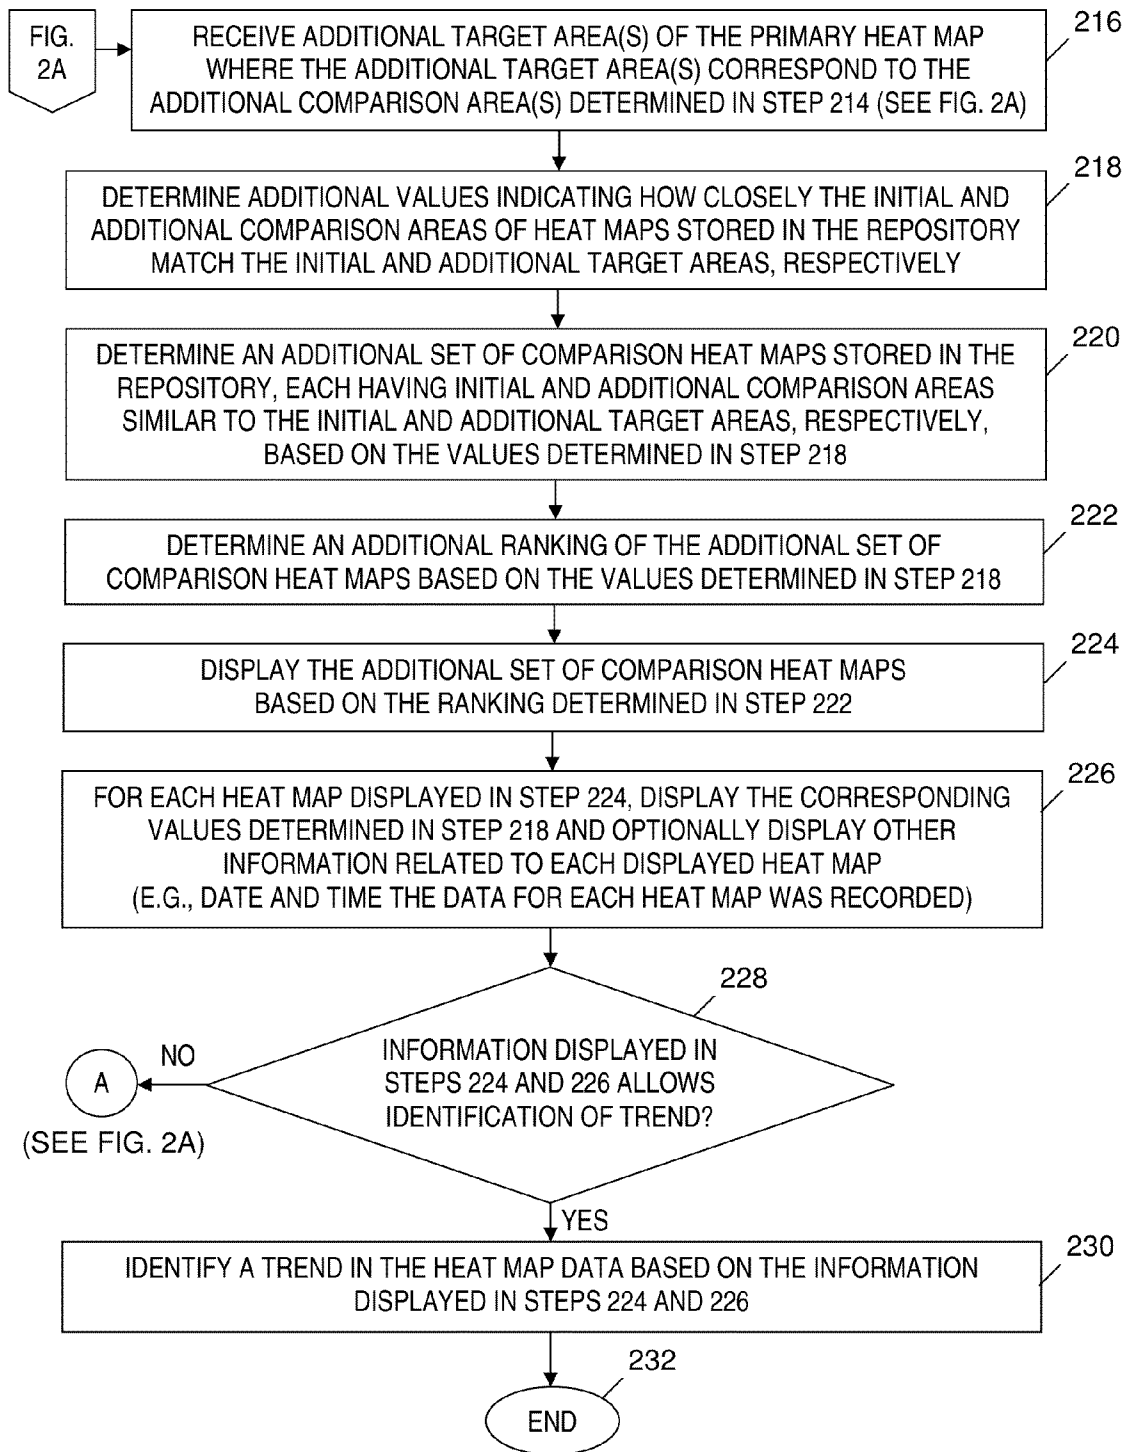 FIG.
2A
RECEIVE ADDITIONAL TARGET AREA(S) OF THE PRIMARY HEAT MAP
WHERE THE ADDITIONAL TARGET AREA(S) CORRESPOND TO THE
ADDITIONAL COMPARISON AREA(S) DETERMINED IN STEP 214 (SEE FIG. 2A)
216
DETERMINE ADDITIONAL VALUES INDICATING HOW CLOSELY THE INITIAL AND
ADDITIONAL COMPARISON AREAS OF HEAT MAPS STORED IN THE REPOSITORY
MATCH THE INITIAL AND ADDITIONAL TARGET AREAS, RESPECTIVELY
218
DETERMINE AN ADDITIONAL SET OF COMPARISON HEAT MAPS STORED IN THE
REPOSITORY, EACH HAVING INITIAL AND ADDITIONAL COMPARISON AREAS
SIMILAR TO THE INITIAL AND ADDITIONAL TARGET AREAS, RESPECTIVELY,
BASED ON THE VALUES DETERMINED IN STEP 218
220
DETERMINE AN ADDITIONAL RANKING OF THE ADDITIONAL SET OF
COMPARISON HEAT MAPS BASED ON THE VALUES DETERMINED IN STEP 218
222
DISPLAY THE ADDITIONAL SET OF COMPARISON HEAT MAPS
BASED ON THE RANKING DETERMINED IN STEP 222
224
FOR EACH HEAT MAP DISPLAYED IN STEP 224, DISPLAY THE CORRESPONDING
VALUES DETERMINED IN STEP 218 AND OPTIONALLY DISPLAY OTHER
INFORMATION RELATED TO EACH DISPLAYED HEAT MAP
(E.G., DATE AND TIME THE DATA FOR EACH HEAT MAP WAS RECORDED)
226
228
INFORMATION DISPLAYED IN
STEPS 224 AND 226 ALLOWS
IDENTIFICATION OF TREND?
NO
A
(SEE FIG. 2A)
YES
IDENTIFY A TREND IN THE HEAT MAP DATA BASED ON THE INFORMATION
DISPLAYED IN STEPS 224 AND 226
230
232
END